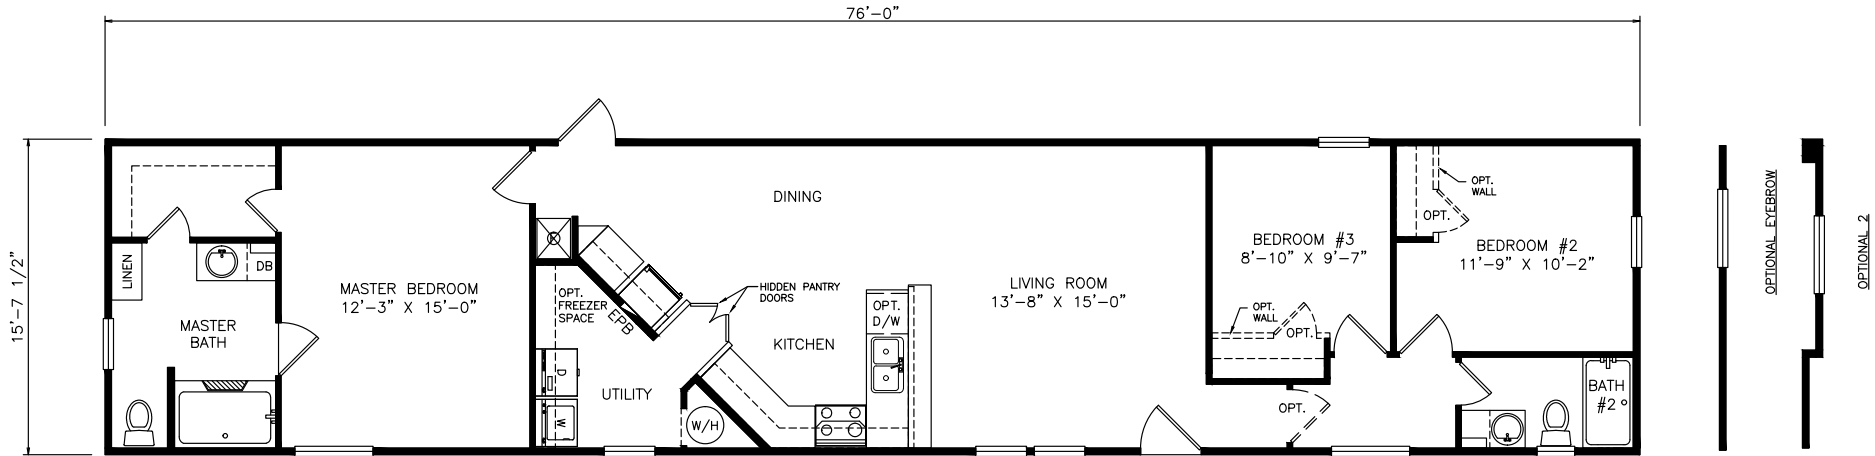 76'-0"
15'-7 1/2"
LINEN
DB
MASTER
BATH
MASTER BEDROOM
12'-3" X 15'-0"
OPT.
FREEZER
SPACE
EPB
D
W
UTILITY
W/H
HIDDEN PANTRY
DOORS
DINING
KITCHEN
OPT.
D/W
LIVING ROOM
13'-8" X 15'-0"
BEDROOM #3
8'-10" X 9'-7"
OPT.
WALL
OPT.
OPT.
OPT.
WALL
OPT.
BEDROOM #2
11'-9" X 10'-2"
BATH
#2
OPTIONAL EYEBROW
OPTIONAL 2